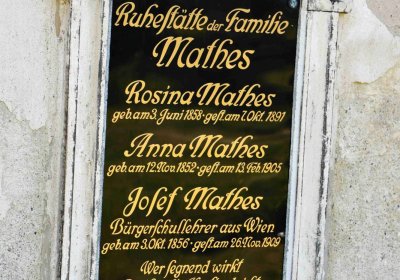 Ruhestätte der Familie
Mathes
Rosina Mathes
geb.am 3. Juni 1858-gest.am 7.Okt. 1891
Anna Mathes
geb.am 12.Nov. 1852-gest.am 13.Feb. 1905
Josef Mathes
Bürgerschullehrer aus Wien
geb.am 3.Okt. 1856-gest.am 26.Nov. 1909
Wer segnend wirkt